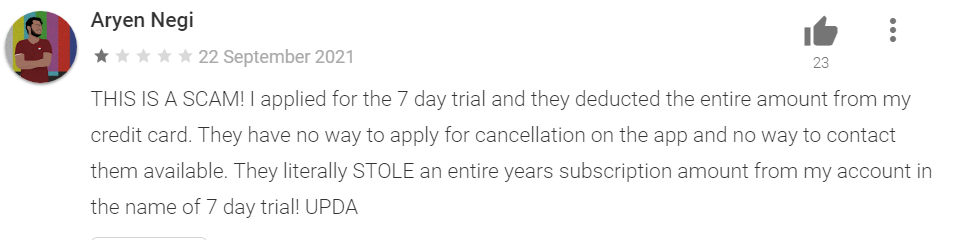 Aryen Negi
22 September 2021
23
THIS IS A SCAM! I applied for the 7 day trial and they deducted the entire amount from my
credit card. They have no way to apply for cancellation on the app and no way to contact
them available. They literally STOLE an entire years subscription amount from my account in
the name of 7 day trial! UPDA